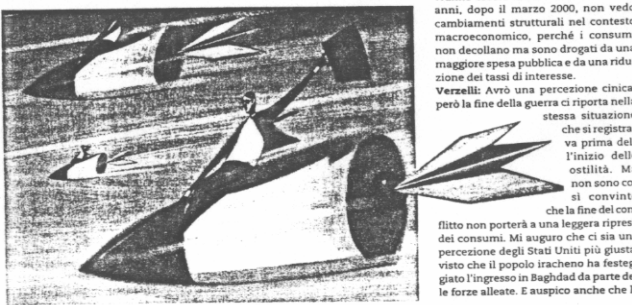 anni, dopo il marzo 2000, non vedo
cambiamenti strutturali nel contesto
macroeconomico, perché i consum
non decollano ma sono drogati da una
maggiore spesa pubblica e da una ridu
zione dei tassi di interesse.
Verzelli: Avrò una percezione cinica
però la fine della guerra ci riporta nella
stessa situazione
che si registra
va prima del
l'inizio delle
ostilità. M
non sono co
sì convint
che la fine del con
flitto non porterà a una leggera ripres
dei consumi. Mi auguro che ci sia un
percezione degli Stati Uniti più giusta
visto che il popolo iracheno ha festeg
giato l'ingresso in Baghdad da parte de
le forze alleate. E auspico anche che l